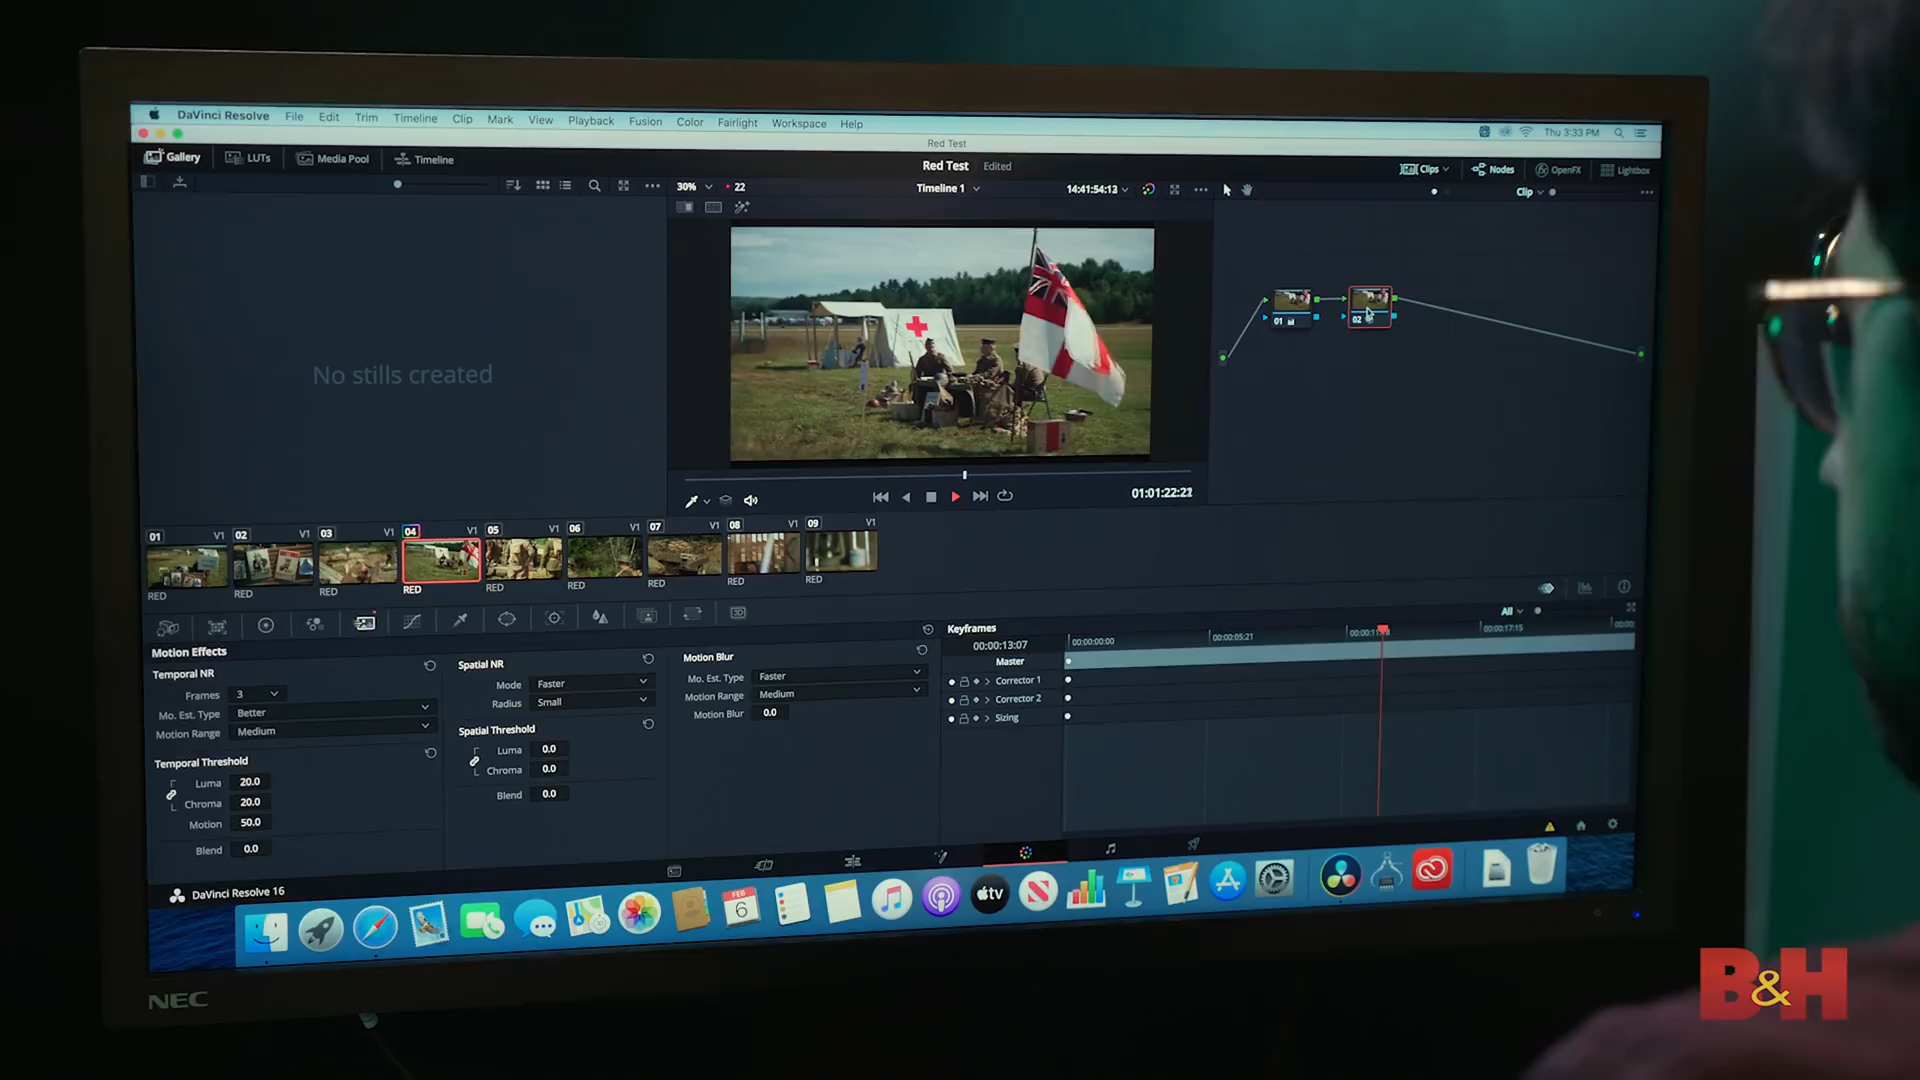 DaVinci Resolve File Edit Trim Timeline Clip Mark View Playback Fusion Color Fairlight Workspace Help
Thu 3:33 PM
Red Test
Gallery LUTs Media Pool Timeline
Red Test Edited
Clips Nodes OpenFX Lightbox
30% 22
Timeline 1
14:41:54:13
Clip
No stills created
01 02
01:01:22:22
01 V1 02 V1 03 V1 04 V1 05 V1 06 V1 07 V1 08 V1 09 V1
RED RED RED RED RED RED RED RED RED
All
Motion Effects
Temporal NR
Frames 3
Mo. Est. Type Better
Motion Range Medium
Temporal Threshold
Luma 20.0
Chroma 20.0
Motion 50.0
Blend 0.0
Spatial NR
Mode Faster
Radius Small
Spatial Threshold
Luma 0.0
Chroma 0.0
Blend 0.0
Motion Blur
Mo. Est. Type Faster
Motion Range Medium
Motion Blur 0.0
Keyframes
00:00:13:07
00:00:00:00 00:00:05:21 00:00:17:15
Master
Corrector 1
Corrector 2
Sizing
3D
DaVinci Resolve 16
FEB
6
tv
NEC
B&H